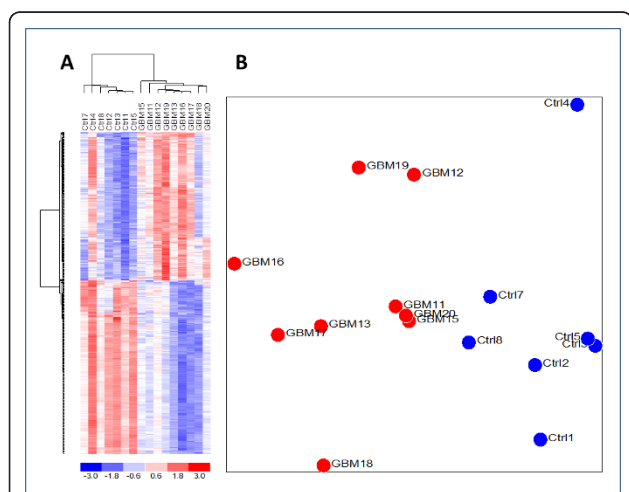 A
B
Ctrl7
Ctrl4
Ctrl8
Ctrl2
Ctrl3
Ctrl1
Ctrl5
GBM15
GBM11
GBM12
GBM19
GBM13
GBM16
GBM17
GBM18
GBM20
Ctrl4
GBM19
GBM12
GBM16
Ctrl7
GBM11
GBM20
GBM15
GBM13
GBM17
Ctrl5
Ctrl3
Ctrl8
Ctrl2
Ctrl1
GBM18
-3.0 -1.8 -0.6 0.6 1.8 3.0